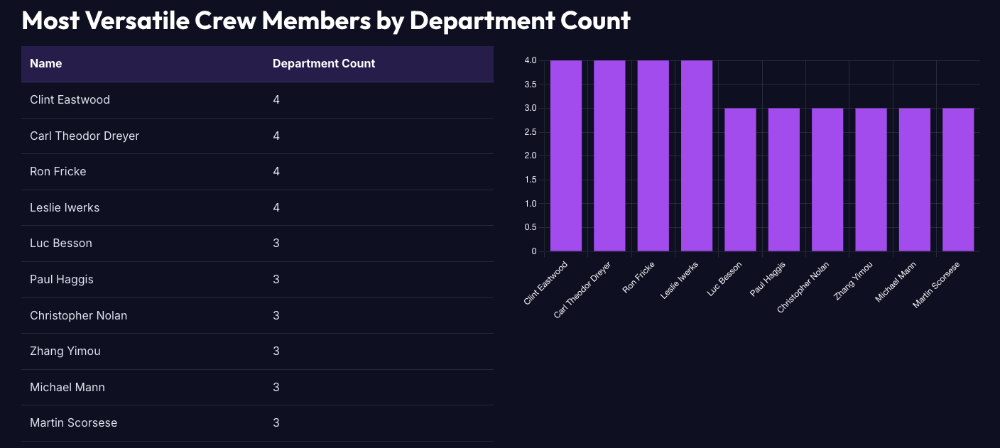 Most Versatile Crew Members by Department Count
Name Department Count
Clint Eastwood 4
Carl Theodor Dreyer 4
Ron Fricke 4
Leslie Iwerks 4
Luc Besson 3
Paul Haggis 3
Christopher Nolan 3
Zhang Yimou 3
Michael Mann 3
Martin Scorsese 3
4.0
3.5
3.0
2.5
2.0
1.5
1.0
0.5
0
Clint Eastwood
Carl Theodor Dreyer
Ron Fricke
Leslie Iwerks
Luc Besson
Paul Haggis
Christopher Nolan
Zhang Yimou
Michael Mann
Martin Scorsese